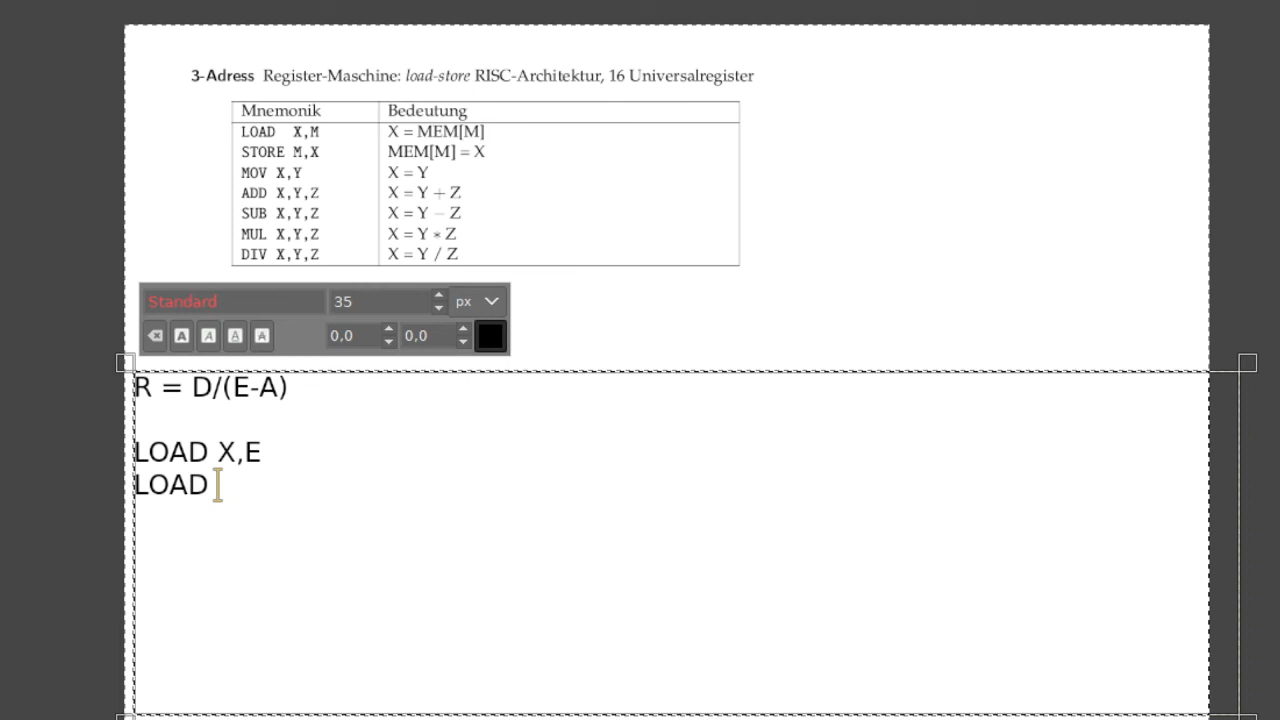 3-Adress Register-Maschine: load-store RISC-Architektur, 16 Universalregister
Mnemonik Bedeutung
LOAD X,M X = MEM[M]
STORE M,X MEM[M] = X
MOV X,Y X = Y
ADD X,Y,Z X = Y + Z
SUB X,Y,Z X = Y − Z
MUL X,Y,Z X = Y * Z
DIV X,Y,Z X = Y / Z
Standard 35 px
A A A A 0,0 0,0
R = D/(E-A)
LOAD X,E
LOAD